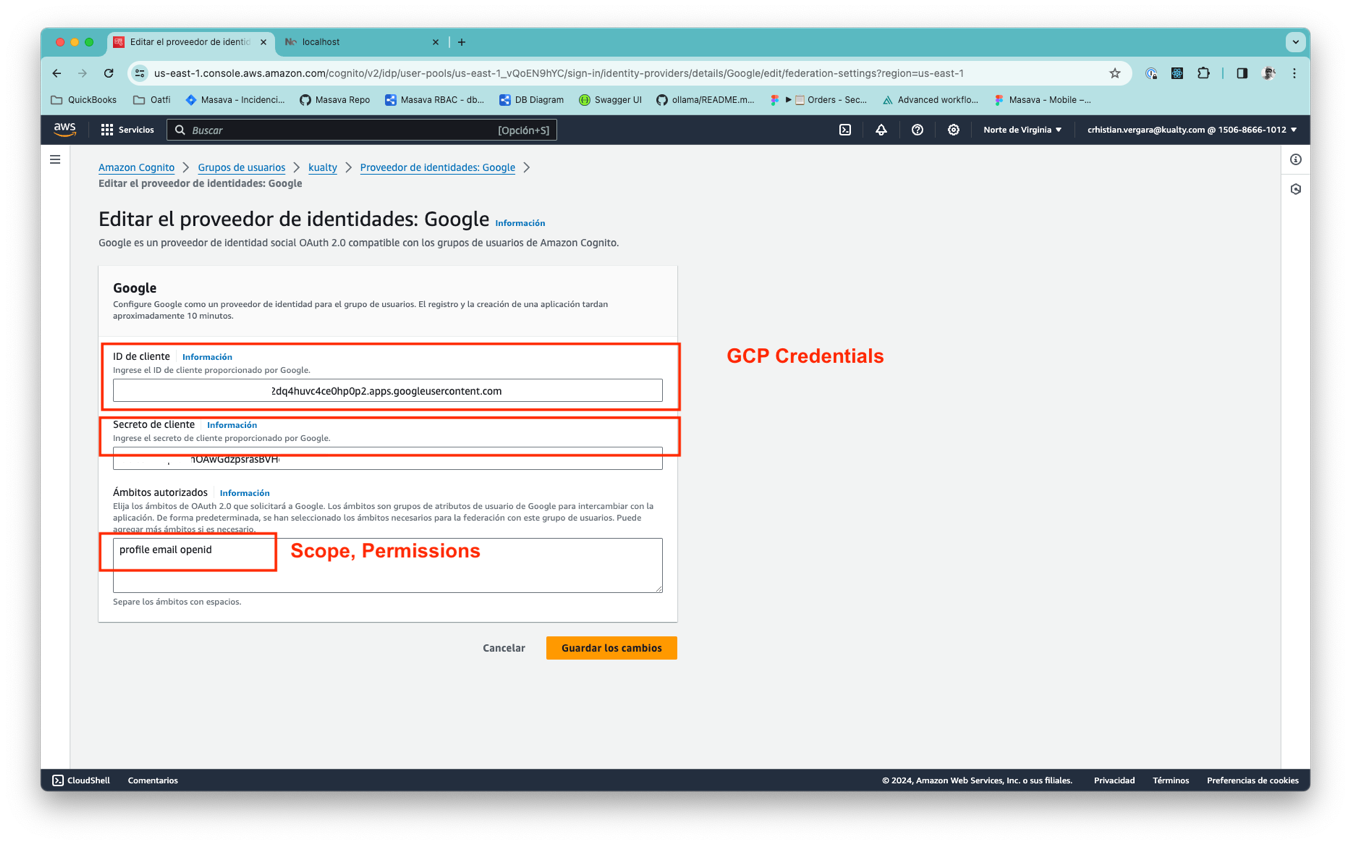 Editar el proveedor de identid
localhost
us-east-1.console.aws.amazon.com/cognito/v2/idp/user-pools/us-east-1_vQoEN9hYC/sign-in/identity-providers/details/Google/edit/federation-settings?region=us-east-1
QuickBooks
Oatfi
Masava - Incidenci...
Masava Repo
Masava RBAC - db...
DB Diagram
Swagger UI
ollama/README.m...
Orders - Sec...
Advanced workflo...
Masava - Mobile –...
aws
Servicios
Buscar
[Opción+S]
Norte de Virginia
crhistian.vergara@kualty.com @ 1506-8666-1012
Amazon Cognito
Grupos de usuarios
kualty
Proveedor de identidades: Google
Editar el proveedor de identidades: Google
Editar el proveedor de identidades: Google Información
Google es un proveedor de identidad social OAuth 2.0 compatible con los grupos de usuarios de Amazon Cognito.
Google
Configure Google como un proveedor de identidad para el grupo de usuarios. El registro y la creación de una aplicación tardan
aproximadamente 10 minutos.
ID de cliente Información
GCP Credentials
Ingrese el ID de cliente proporcionado por Google.
2dq4huvc4ce0hp0p2.apps.googleusercontent.com
Secreto de cliente Información
Ingrese el secreto de cliente proporcionado por Google.
Ámbitos autorizados Información
Elija los ámbitos de OAuth 2.0 que solicitará a Google. Los ámbitos son grupos de atributos de usuario de Google para intercambiar con la
aplicación. De forma predeterminada, se han seleccionado los ámbitos necesarios para la federación con este grupo de usuarios. Puede
agregar más ámbitos si es necesario.
profile email openid
Scope, Permissions
Separe los ámbitos con espacios.
Cancelar
Guardar los cambios
CloudShell
Comentarios
© 2024, Amazon Web Services, Inc. o sus filiales.
Privacidad
Términos
Preferencias de cookies